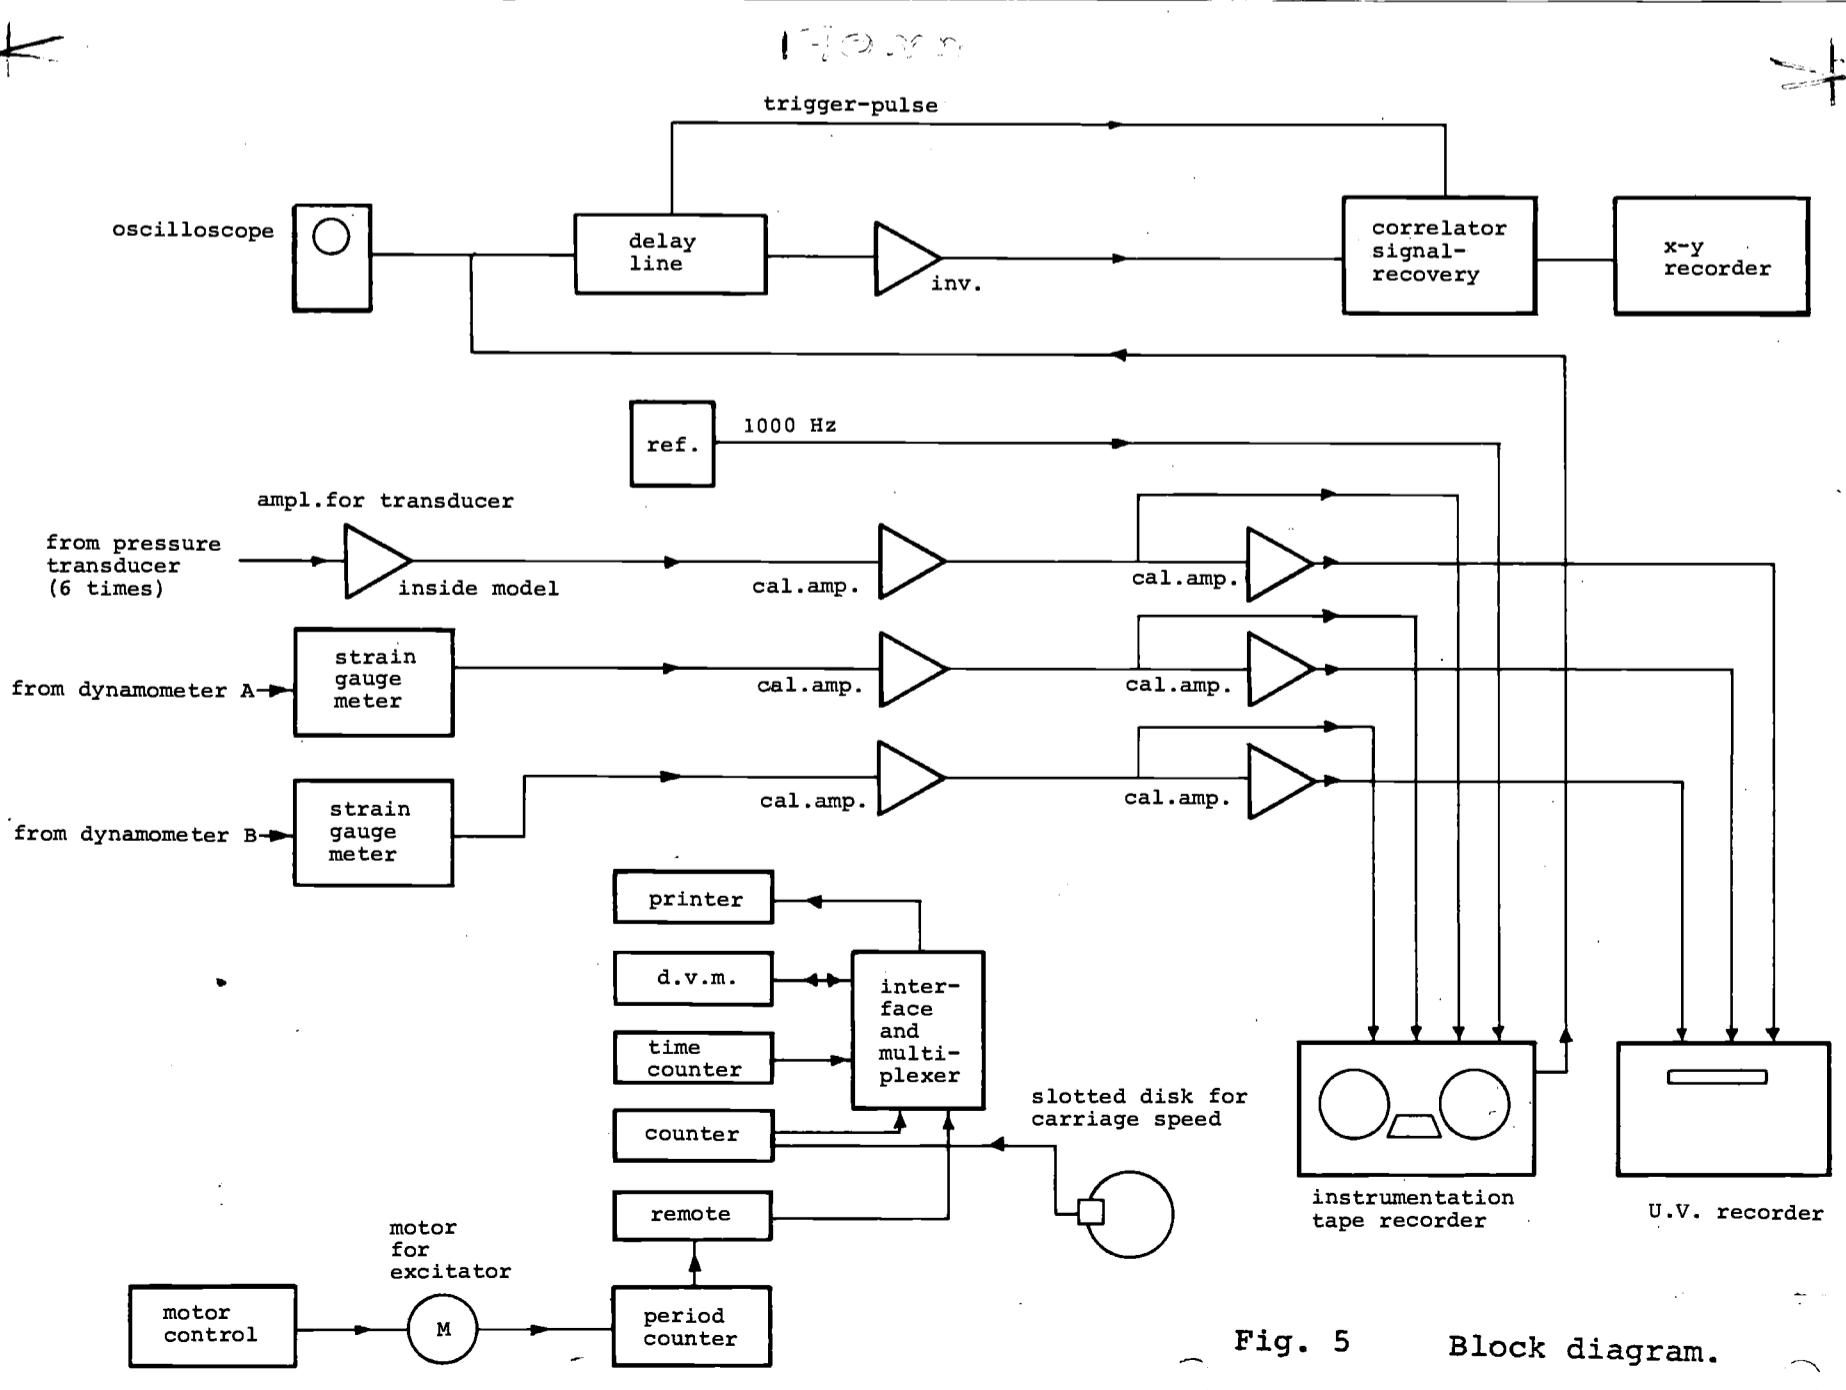 trigger-pulse
oscilloscope
delay
line
inv.
correlator
signal-
recovery
x-y
recorder
ref.
1000 Hz
ampl.for transducer
from pressure
transducer
(6 times)
inside model
cal.amp.
cal.amp.
strain
gauge
meter
from dynamometer A
cal.amp.
cal.amp.
strain
gauge
meter
from dynamometer B
cal.amp.
cal.amp.
printer
d.v.m.
time
counter
counter
remote
inter-
face
and
multi-
plexer
slotted disk for
carriage speed
instrumentation
tape recorder
U.V. recorder
motor
for
excitator
motor
control
M
period
counter
Fig. 5 Block diagram.